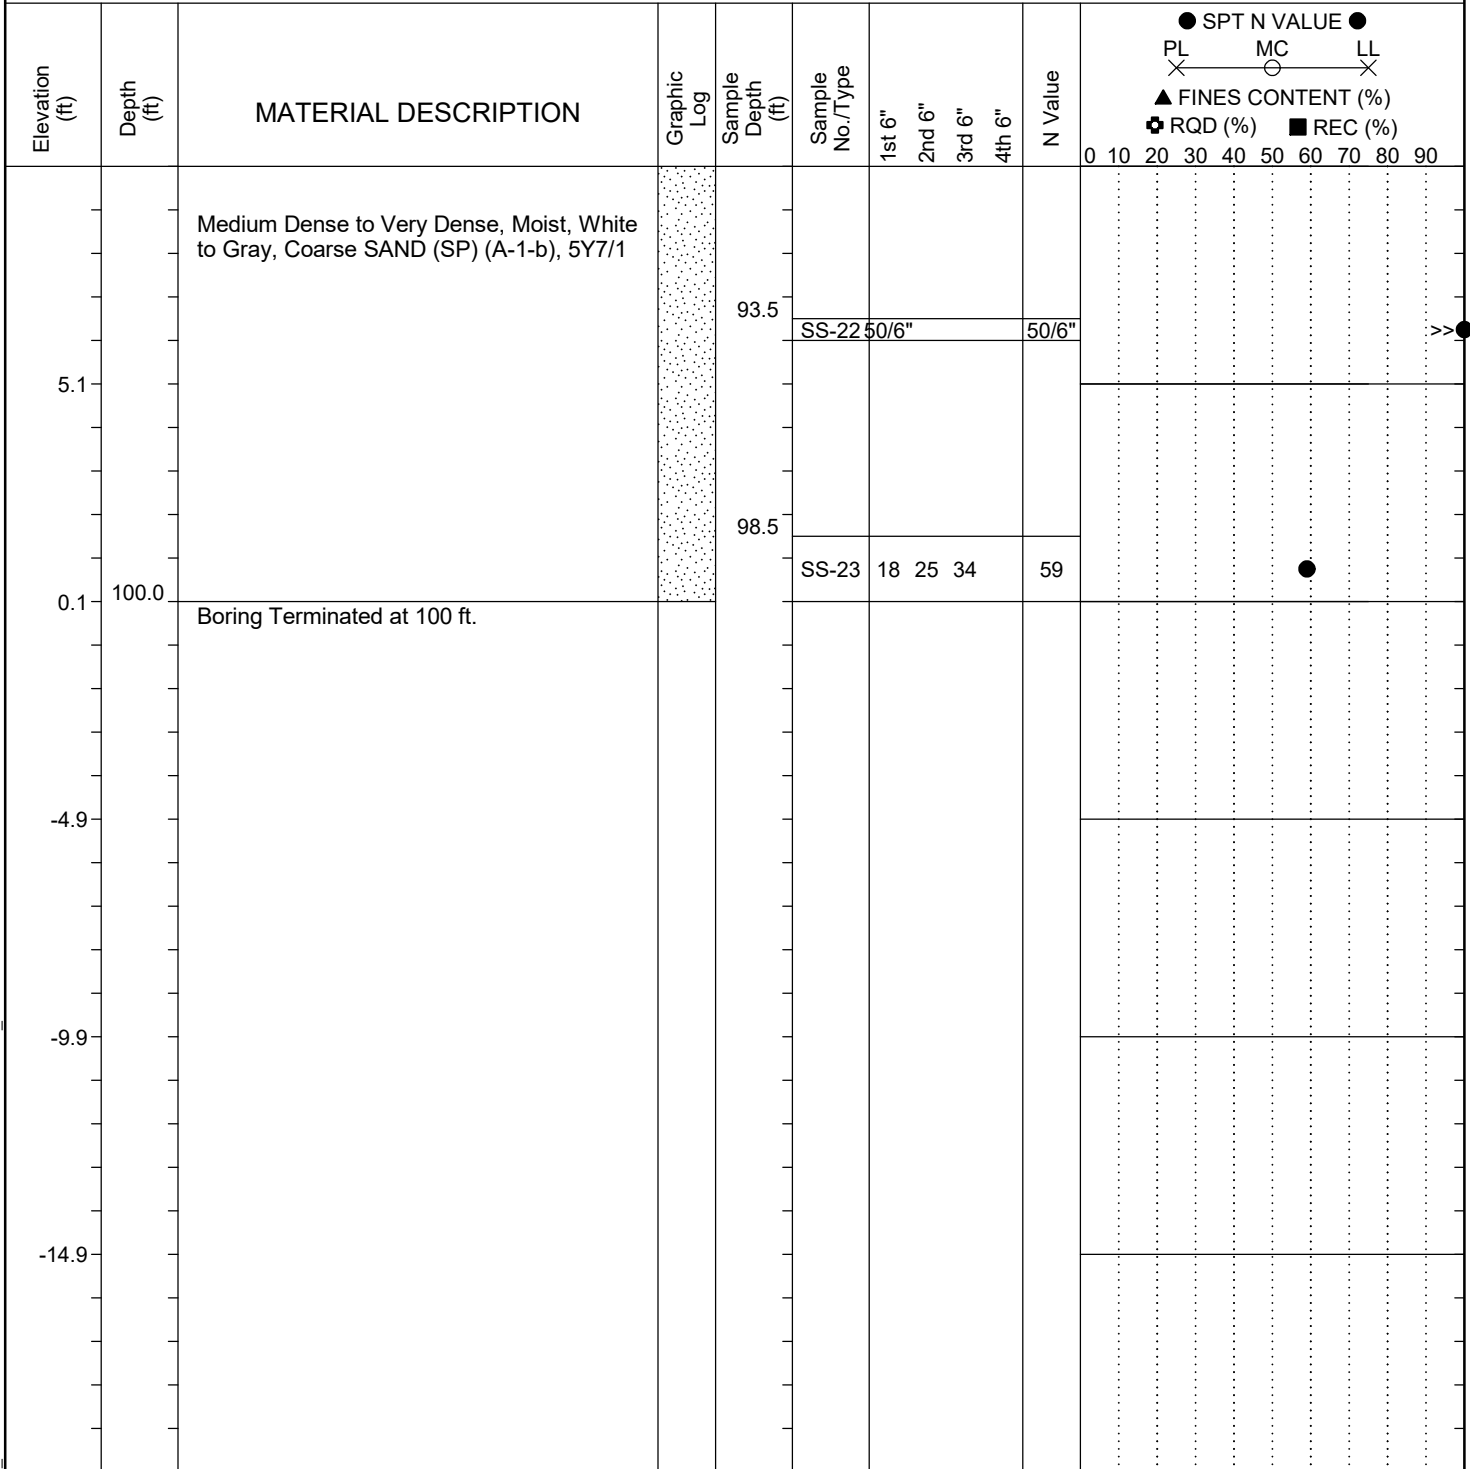 ● SPT N VALUE ●
PL MC LL
▲ FINES CONTENT (%)
RQD (%) ■ REC (%)
Elevation
(ft)
Depth
(ft)
MATERIAL DESCRIPTION
Graphic
Log
Sample
Depth
(ft)
Sample
No./Type
1st 6"
2nd 6"
3rd 6"
4th 6"
N Value
0 10 20 30 40 50 60 70 80 90
Medium Dense to Very Dense, Moist, White
to Gray, Coarse SAND (SP) (A-1-b), 5Y7/1
93.5
SS-22 50/6" 50/6" >>
5.1
98.5
SS-23 18 25 34 59
0.1 100.0
Boring Terminated at 100 ft.
-4.9
-9.9
-14.9